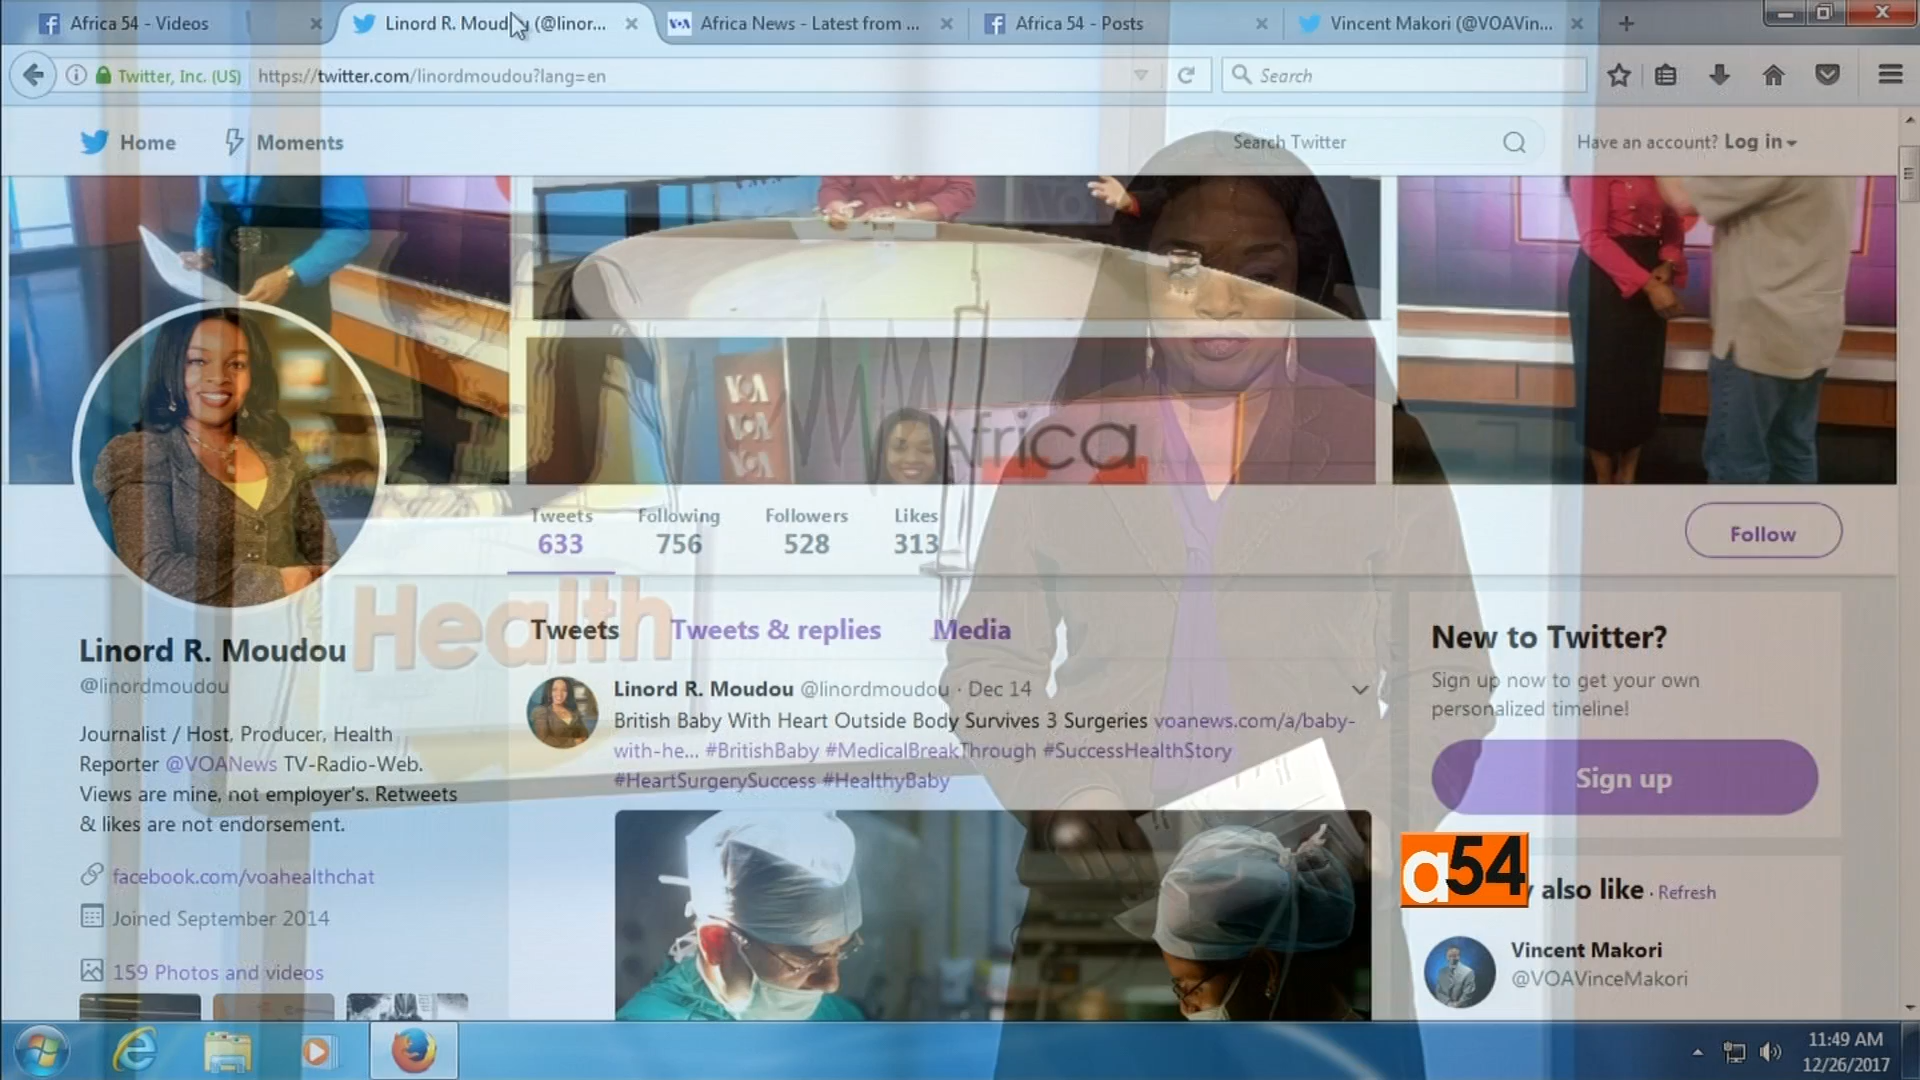 Africa 54 - Videos
Linord R. Moudou (@linor...
VOA Africa News - Latest from ...
Africa 54 - Posts
Vincent Makori (@VOAVin...
Twitter, Inc. (US)
https://twitter.com/linordmoudou?lang=en
Search
Home
Moments
Search Twitter
Have an account? Log in
VOA
VOA
VOA
Africa
Tweets
633
Following
756
Followers
528
Likes
313
Follow
Health
Linord R. Moudou
@linordmoudou
Journalist / Host, Producer, Health
Reporter @VOANews TV-Radio-Web.
Views are mine, not employer's. Retweets
& likes are not endorsement.
facebook.com/voahealthchat
Joined September 2014
159 Photos and videos
Tweets Tweets & replies Media
Linord R. Moudou @linordmoudou · Dec 14
British Baby With Heart Outside Body Survives 3 Surgeries voanews.com/a/baby-
with-he... #BritishBaby #MedicalBreakThrough #SuccessHealthStory
#HeartSurgerySuccess #HealthyBaby
New to Twitter?
Sign up now to get your own
personalized timeline!
Sign up
a54
also like · Refresh
Vincent Makori
@VOAVinceMakori
11:49 AM
12/26/2017